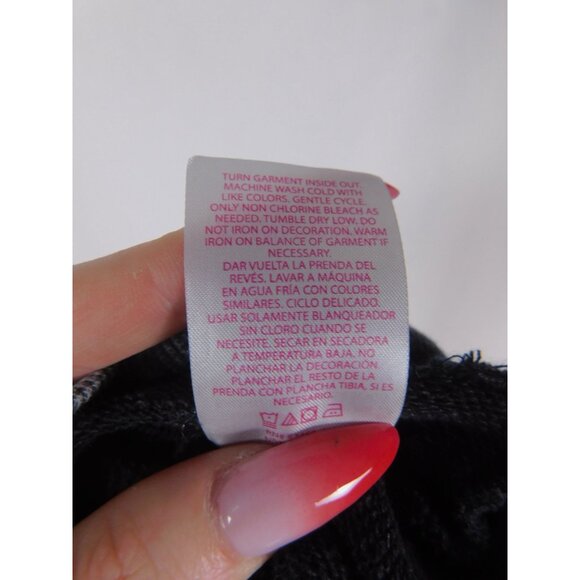 TURN GARMENT INSIDE OUT.
MACHINE WASH COLD WITH
LIKE COLORS. GENTLE CYCLE.
ONLY NON CHLORINE BLEACH AS
NEEDED. TUMBLE DRY LOW. DO
NOT IRON ON DECORATION. WARM
IRON ON BALANCE OF GARMENT IF
NECESSARY.
DAR VUELTA LA PRENDA DEL
REVÉS. LAVAR A MÁQUINA
EN AGUA FRÍA CON COLORES
SIMILARES. CICLO DELICADO.
USAR SOLAMENTE BLANQUEADOR
SIN CLORO CUANDO SE
NECESITE. SECAR EN SECADORA
A TEMPERATURA BAJA. NO
PLANCHAR LA DECORACIÓN.
PLANCHAR EL RESTO DE LA
PRENDA CON PLANCHA TIBIA, SI ES
NECESARIO.